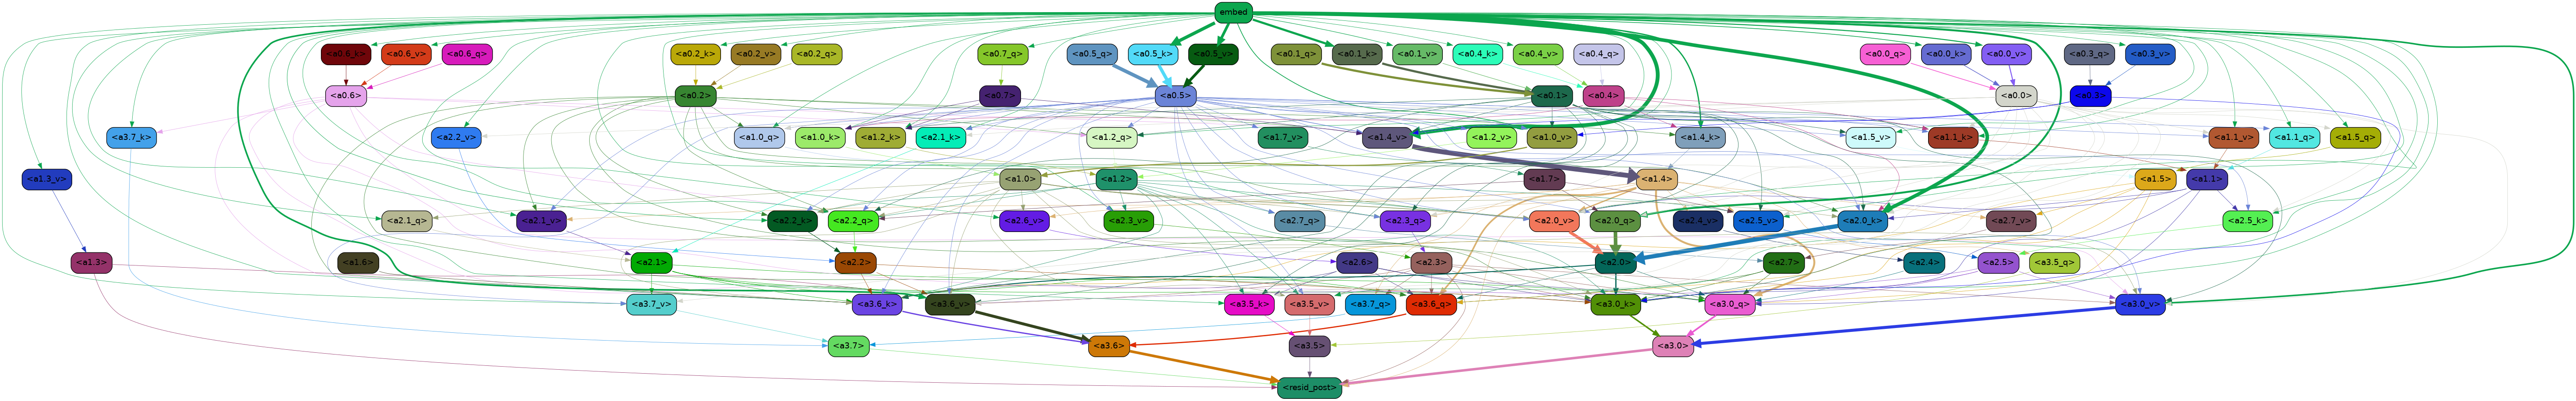 embed
<a0.6_k> <a0.6_v> <a0.6_q> <a0.2_k> <a0.2_v> <a0.2_q> <a0.7_q> <a0.5_q> <a0.5_k> <a0.5_v> <a0.1_q> <a0.1_k> <a0.1_v> <a0.4_k> <a0.4_v> <a0.4_q> <a0.0_q> <a0.0_k> <a0.0_v> <a0.3_q> <a0.3_v>
<a0.6> <a0.2> <a0.7> <a0.5> <a0.1> <a0.4> <a0.0> <a0.3>
<a3.7_k> <a2.2_v> <a1.0_q> <a1.0_k> <a1.2_k> <a2.1_k> <a1.2_q> <a1.7_v> <a1.4_v> <a1.2_v> <a1.0_v> <a1.4_k> <a1.5_v> <a1.1_k> <a1.1_v> <a1.1_q> <a1.5_q>
<a1.3_v> <a1.0> <a1.2> <a1.7> <a1.4> <a1.5> <a1.1>
<a2.1_q> <a2.1_v> <a2.2_k> <a2.2_q> <a2.6_v> <a2.3_v> <a2.7_q> <a2.3_q> <a2.0_v> <a2.0_q> <a2.4_v> <a2.5_v> <a2.0_k> <a2.7_v> <a2.5_k>
<a1.3> <a1.6> <a2.1> <a2.2> <a2.6> <a2.3> <a2.0> <a2.7> <a2.4> <a2.5> <a3.5_q>
<a3.7_v> <a3.6_k> <a3.6_v> <a3.5_k> <a3.5_v> <a3.7_q> <a3.6_q> <a3.0_k> <a3.0_q> <a3.0_v>
<a3.7> <a3.6> <a3.5> <a3.0>
<resid_post>